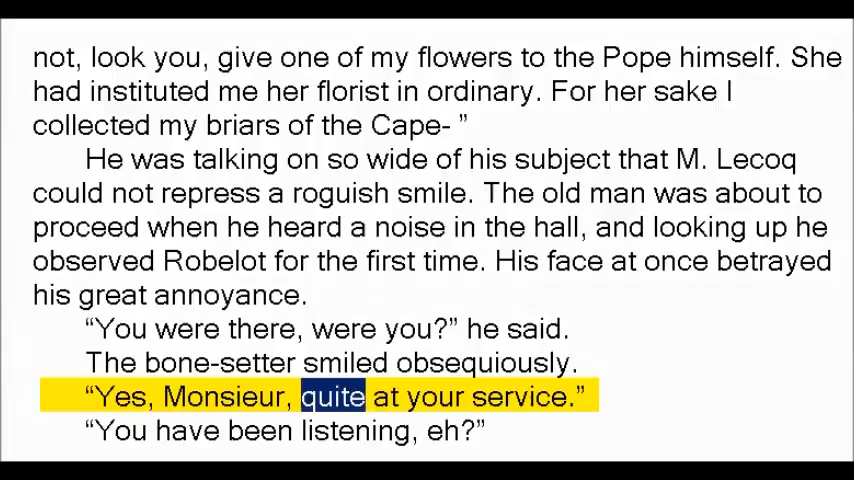 not, look you, give one of my flowers to the Pope himself. She
had instituted me her florist in ordinary. For her sake I
collected my briars of the Cape- ”
He was talking on so wide of his subject that M. Lecoq
could not repress a roguish smile. The old man was about to
proceed when he heard a noise in the hall, and looking up he
observed Robelot for the first time. His face at once betrayed
his great annoyance.
“You were there, were you?” he said.
The bone-setter smiled obsequiously.
“Yes, Monsieur, quite at your service.”
“You have been listening, eh?”